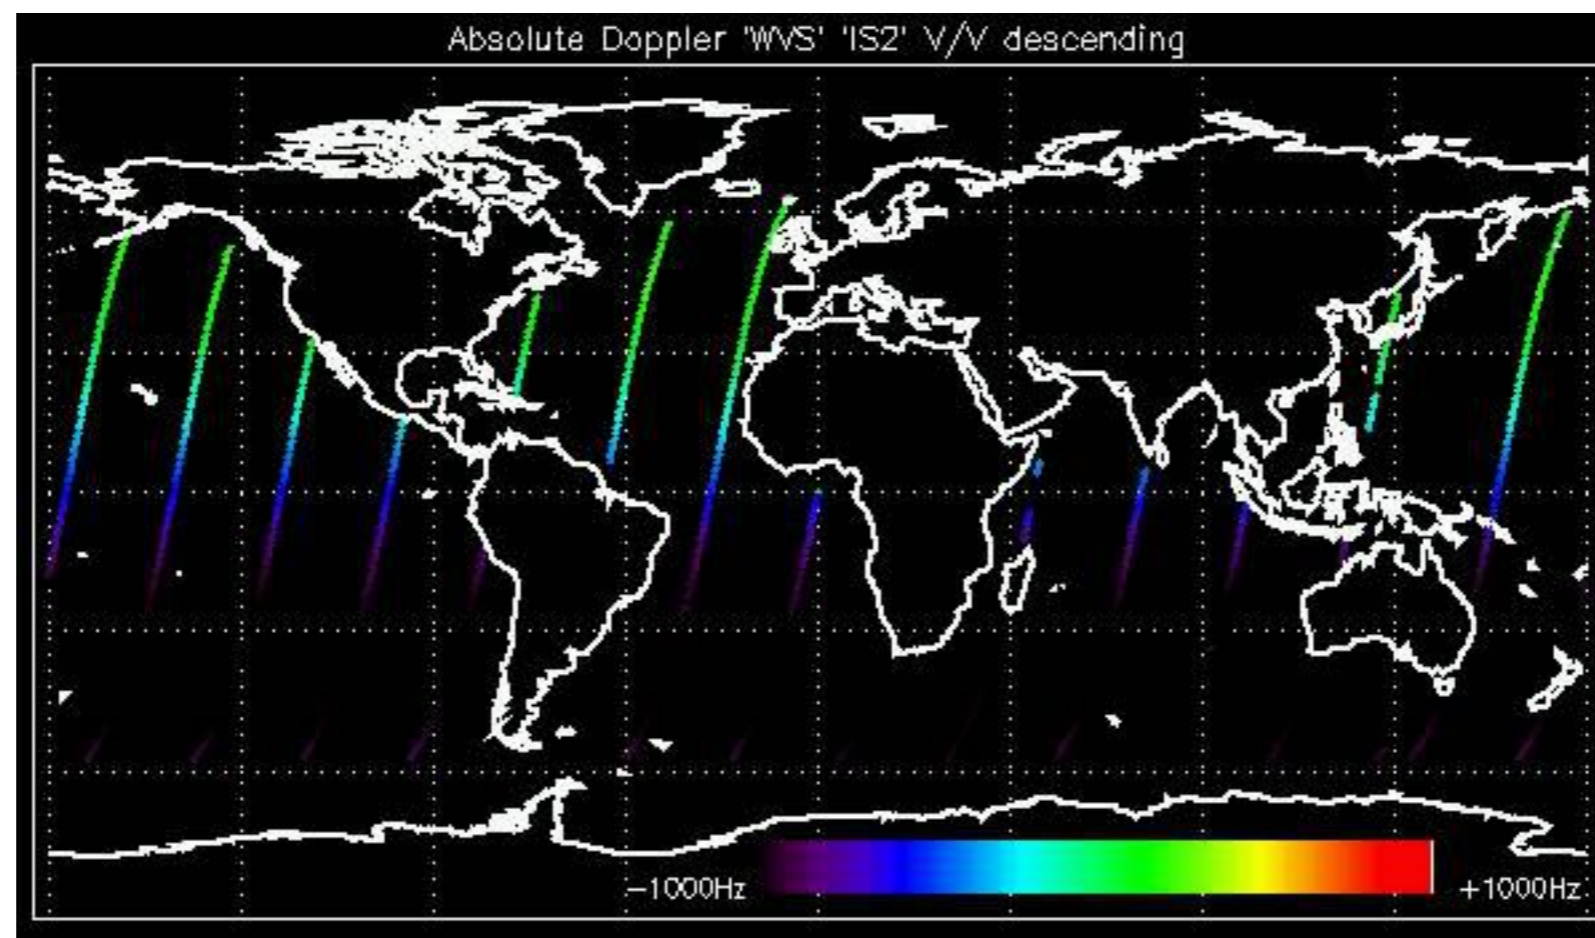 Absolute Doppler 'WVS' 'IS2' V/V descending
-1000Hz
+1000Hz